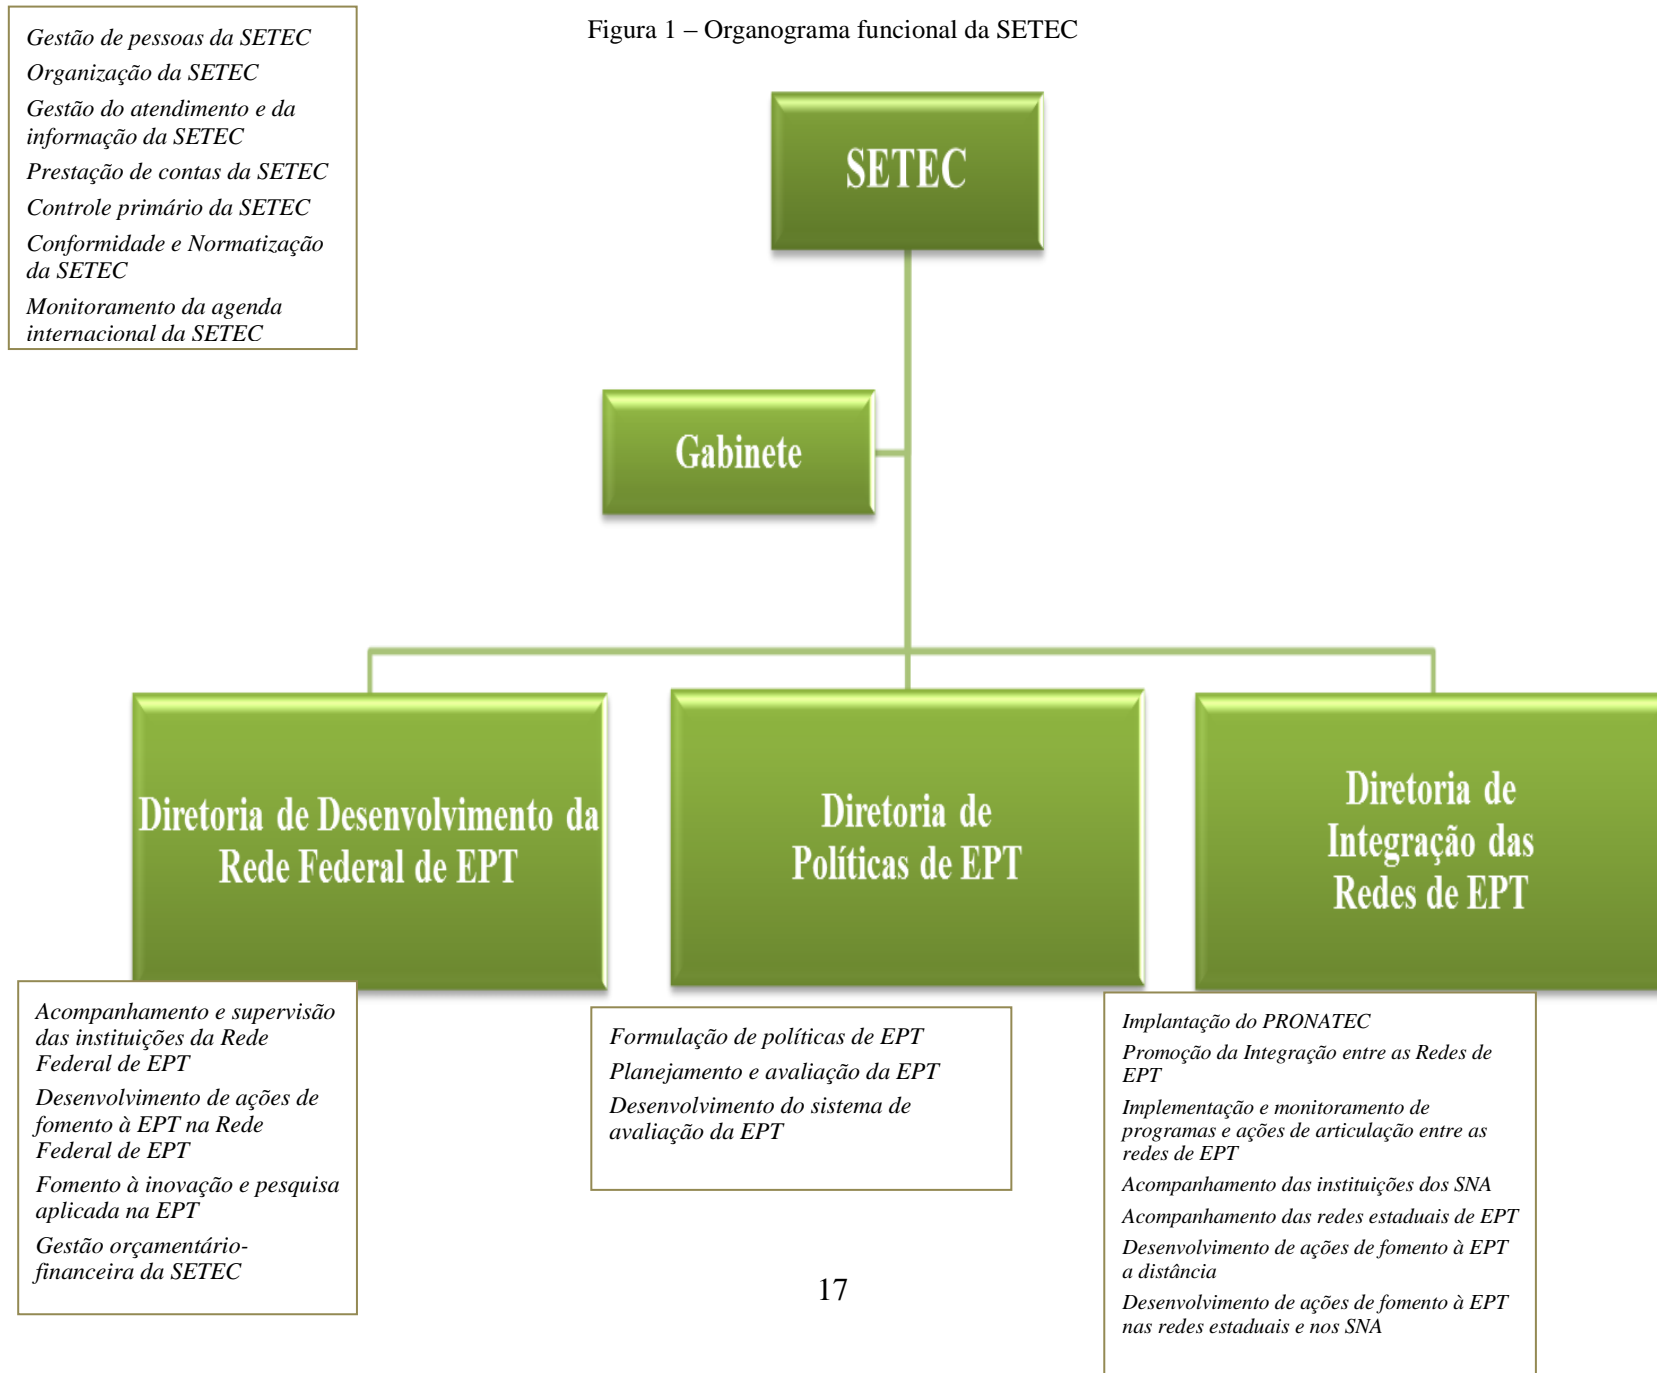 Figura 1 – Organograma funcional da SETEC
Gestão de pessoas da SETEC
Organização da SETEC
Gestão do atendimento e da
informação da SETEC
Prestação de contas da SETEC
Controle primário da SETEC
Conformidade e Normatização
da SETEC
Monitoramento da agenda
internacional da SETEC
SETEC
Gabinete
Diretoria de Desenvolvimento da
Rede Federal de EPT
Diretoria de
Políticas de EPT
Diretoria de
Integração das
Redes de EPT
Acompanhamento e supervisão
das instituições da Rede
Federal de EPT
Desenvolvimento de ações de
fomento à EPT na Rede
Federal de EPT
Fomento à inovação e pesquisa
aplicada na EPT
Gestão orçamentário-
financeira da SETEC
Formulação de políticas de EPT
Planejamento e avaliação da EPT
Desenvolvimento do sistema de
avaliação da EPT
Implantação do PRONATEC
Promoção da Integração entre as Redes de
EPT
Implementação e monitoramento de
programas e ações de articulação entre as
redes de EPT
Acompanhamento das instituições dos SNA
Acompanhamento das redes estaduais de EPT
Desenvolvimento de ações de fomento à EPT
a distância
Desenvolvimento de ações de fomento à EPT
nas redes estaduais e nos SNA
17